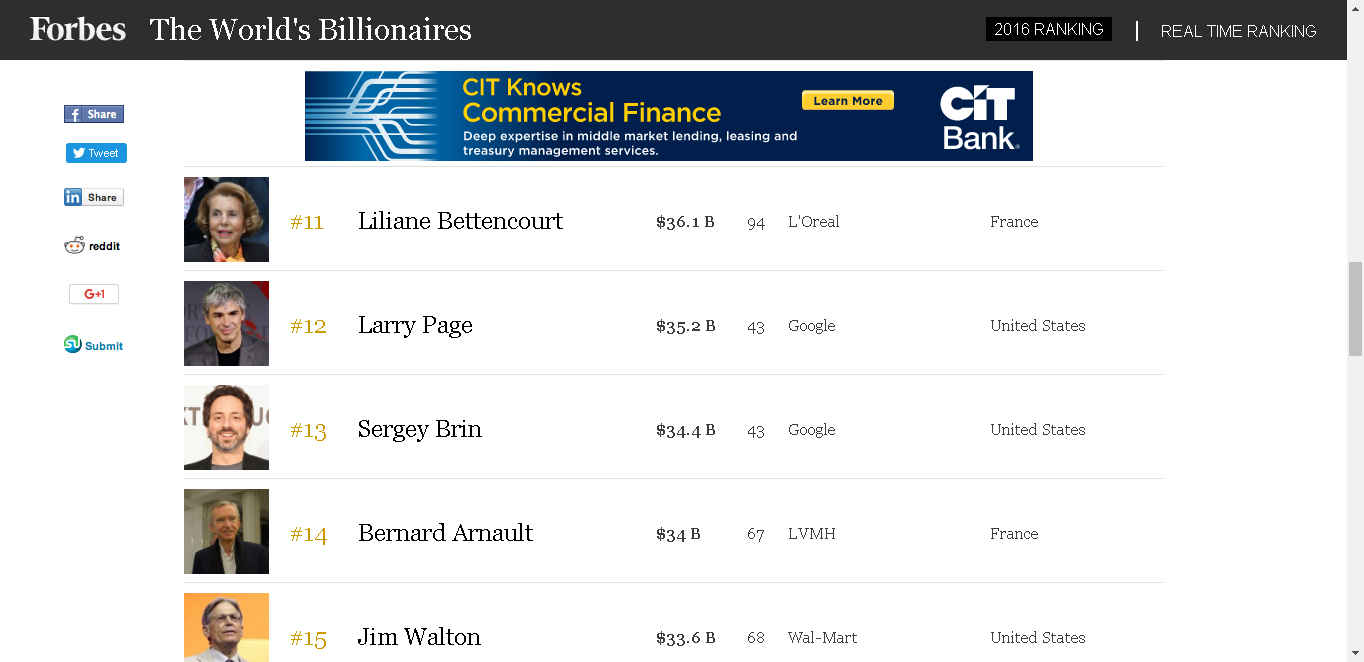 Forbes The World's Billionaires 2016 RANKING | REAL TIME RANKING
CIT Knows
Commercial Finance
Deep expertise in middle market lending, leasing and
treasury management services.
Learn More
CIT
Bank
f Share
Tweet
in Share
reddit
G+1
Submit
#11 Liliane Bettencourt $36.1 B 94 L'Oreal France
#12 Larry Page $35.2 B 43 Google United States
#13 Sergey Brin $34.4 B 43 Google United States
#14 Bernard Arnault $34 B 67 LVMH France
#15 Jim Walton $33.6 B 68 Wal-Mart United States